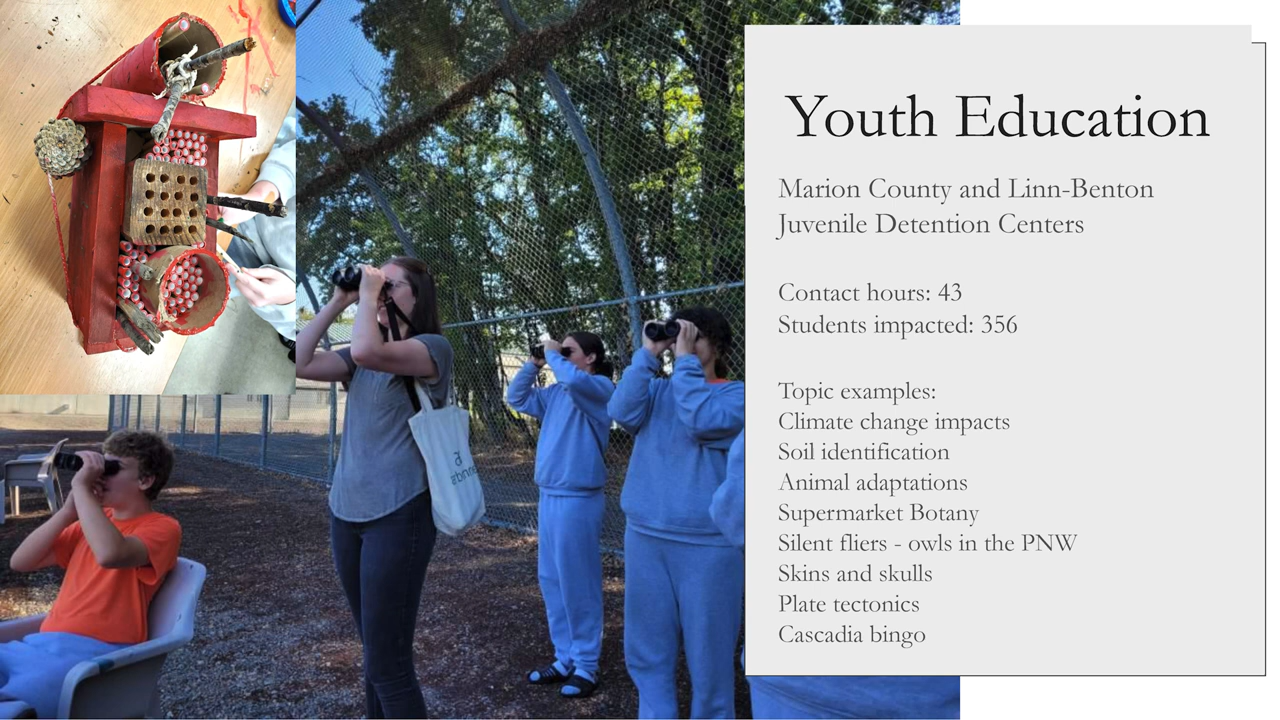 Youth Education
Marion County and Linn-Benton
Juvenile Detention Centers
Contact hours: 43
Students impacted: 356
Topic examples:
Climate change impacts
Soil identification
Animal adaptations
Supermarket Botany
Silent fliers - owls in the PNW
Skins and skulls
Plate tectonics
Cascadia bingo